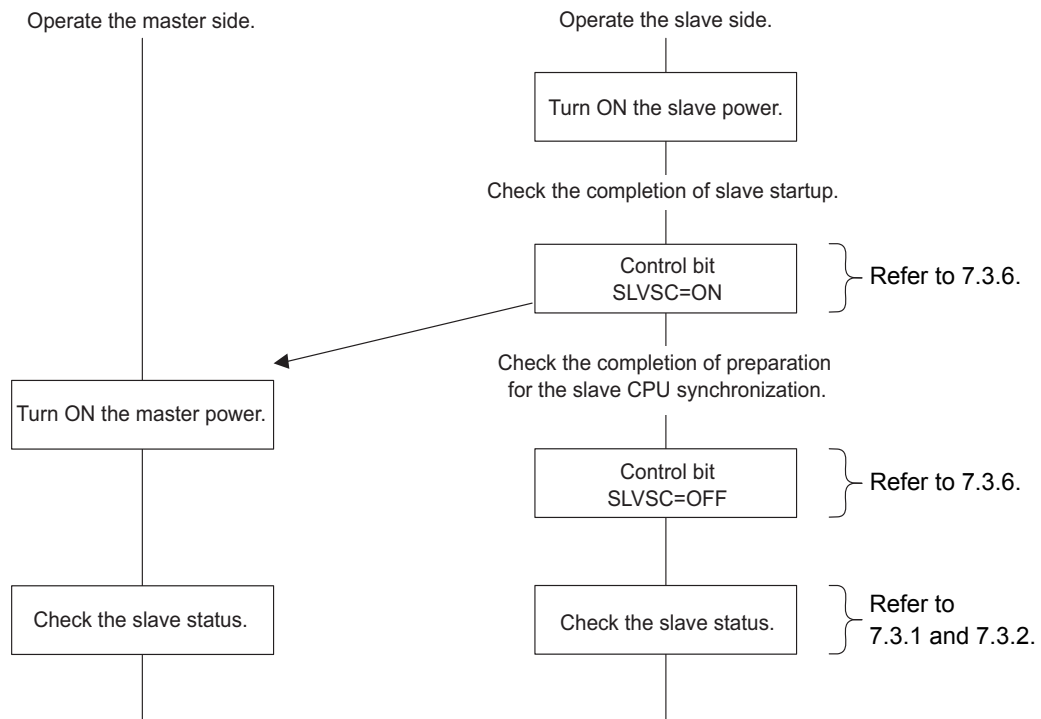 Operate the master side.
Operate the slave side.
Turn ON the slave power.
Check the completion of slave startup.
Control bit
SLVSC=ON
Refer to 7.3.6.
Check the completion of preparation
for the slave CPU synchronization.
Turn ON the master power.
Control bit
SLVSC=OFF
Refer to 7.3.6.
Check the slave status.
Check the slave status.
Refer to
7.3.1 and 7.3.2.